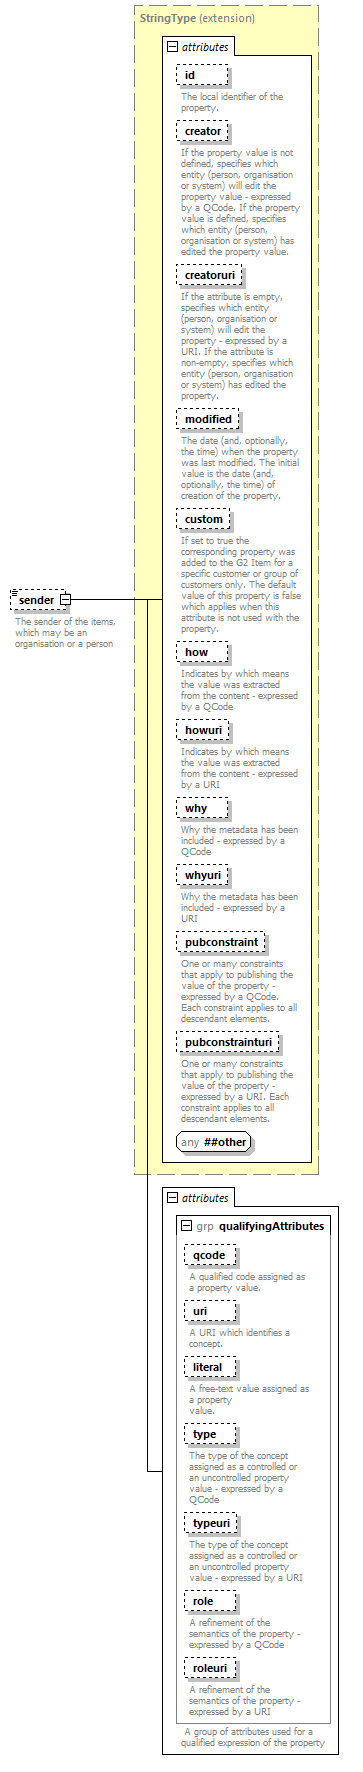 StringType (extension)
attributes
id
The local identifier of the
property.
creator
If the property value is not
defined, specifies which
entity (person, organisation
or system) will edit the
property value - expressed
by a QCode. If the property
value is defined, specifies
which entity (person,
organisation or system) has
edited the property value.
creatoruri
If the attribute is empty,
specifies which entity
(person, organisation or
system) will edit the
property - expressed by a
URI. If the attribute is
non-empty, specifies which
entity (person, organisation
or system) has edited the
property.
modified
The date (and, optionally,
the time) when the property
was last modified. The initial
value is the date (and,
optionally, the time) of
creation of the property.
custom
If set to true the
corresponding property was
added to the G2 Item for a
specific customer or group of
customers only. The default
value of this property is false
which applies when this
attribute is not used with the
property.
sender
The sender of the items,
which may be an
organisation or a person
how
Indicates by which means
the value was extracted
from the content - expressed
by a QCode
howuri
Indicates by which means
the value was extracted
from the content - expressed
by a URI
why
Why the metadata has been
included - expressed by a
QCode
whyuri
Why the metadata has been
included - expressed by a
URI
pubconstraint
One or many constraints
that apply to publishing the
value of the property -
expressed by a QCode.
Each constraint applies to all
descendant elements.
pubconstrainturi
One or many constraints
that apply to publishing the
value of the property -
expressed by a URI. Each
constraint applies to all
descendant elements.
any ##other
attributes
grp qualifyingAttributes
qcode
A qualified code assigned as
a property value.
uri
A URI which identifies a
concept.
literal
A free-text value assigned as
a property
value.
type
The type of the concept
assigned as a controlled or
an uncontrolled property
value - expressed by a
QCode
typeuri
The type of the concept
assigned as a controlled or
an uncontrolled property
value - expressed by a URI
role
A refinement of the
semantics of the property -
expressed by a QCode
roleuri
A refinement of the
semantics of the property -
expressed by a URI
A group of attributes used for a
qualified expression of the property